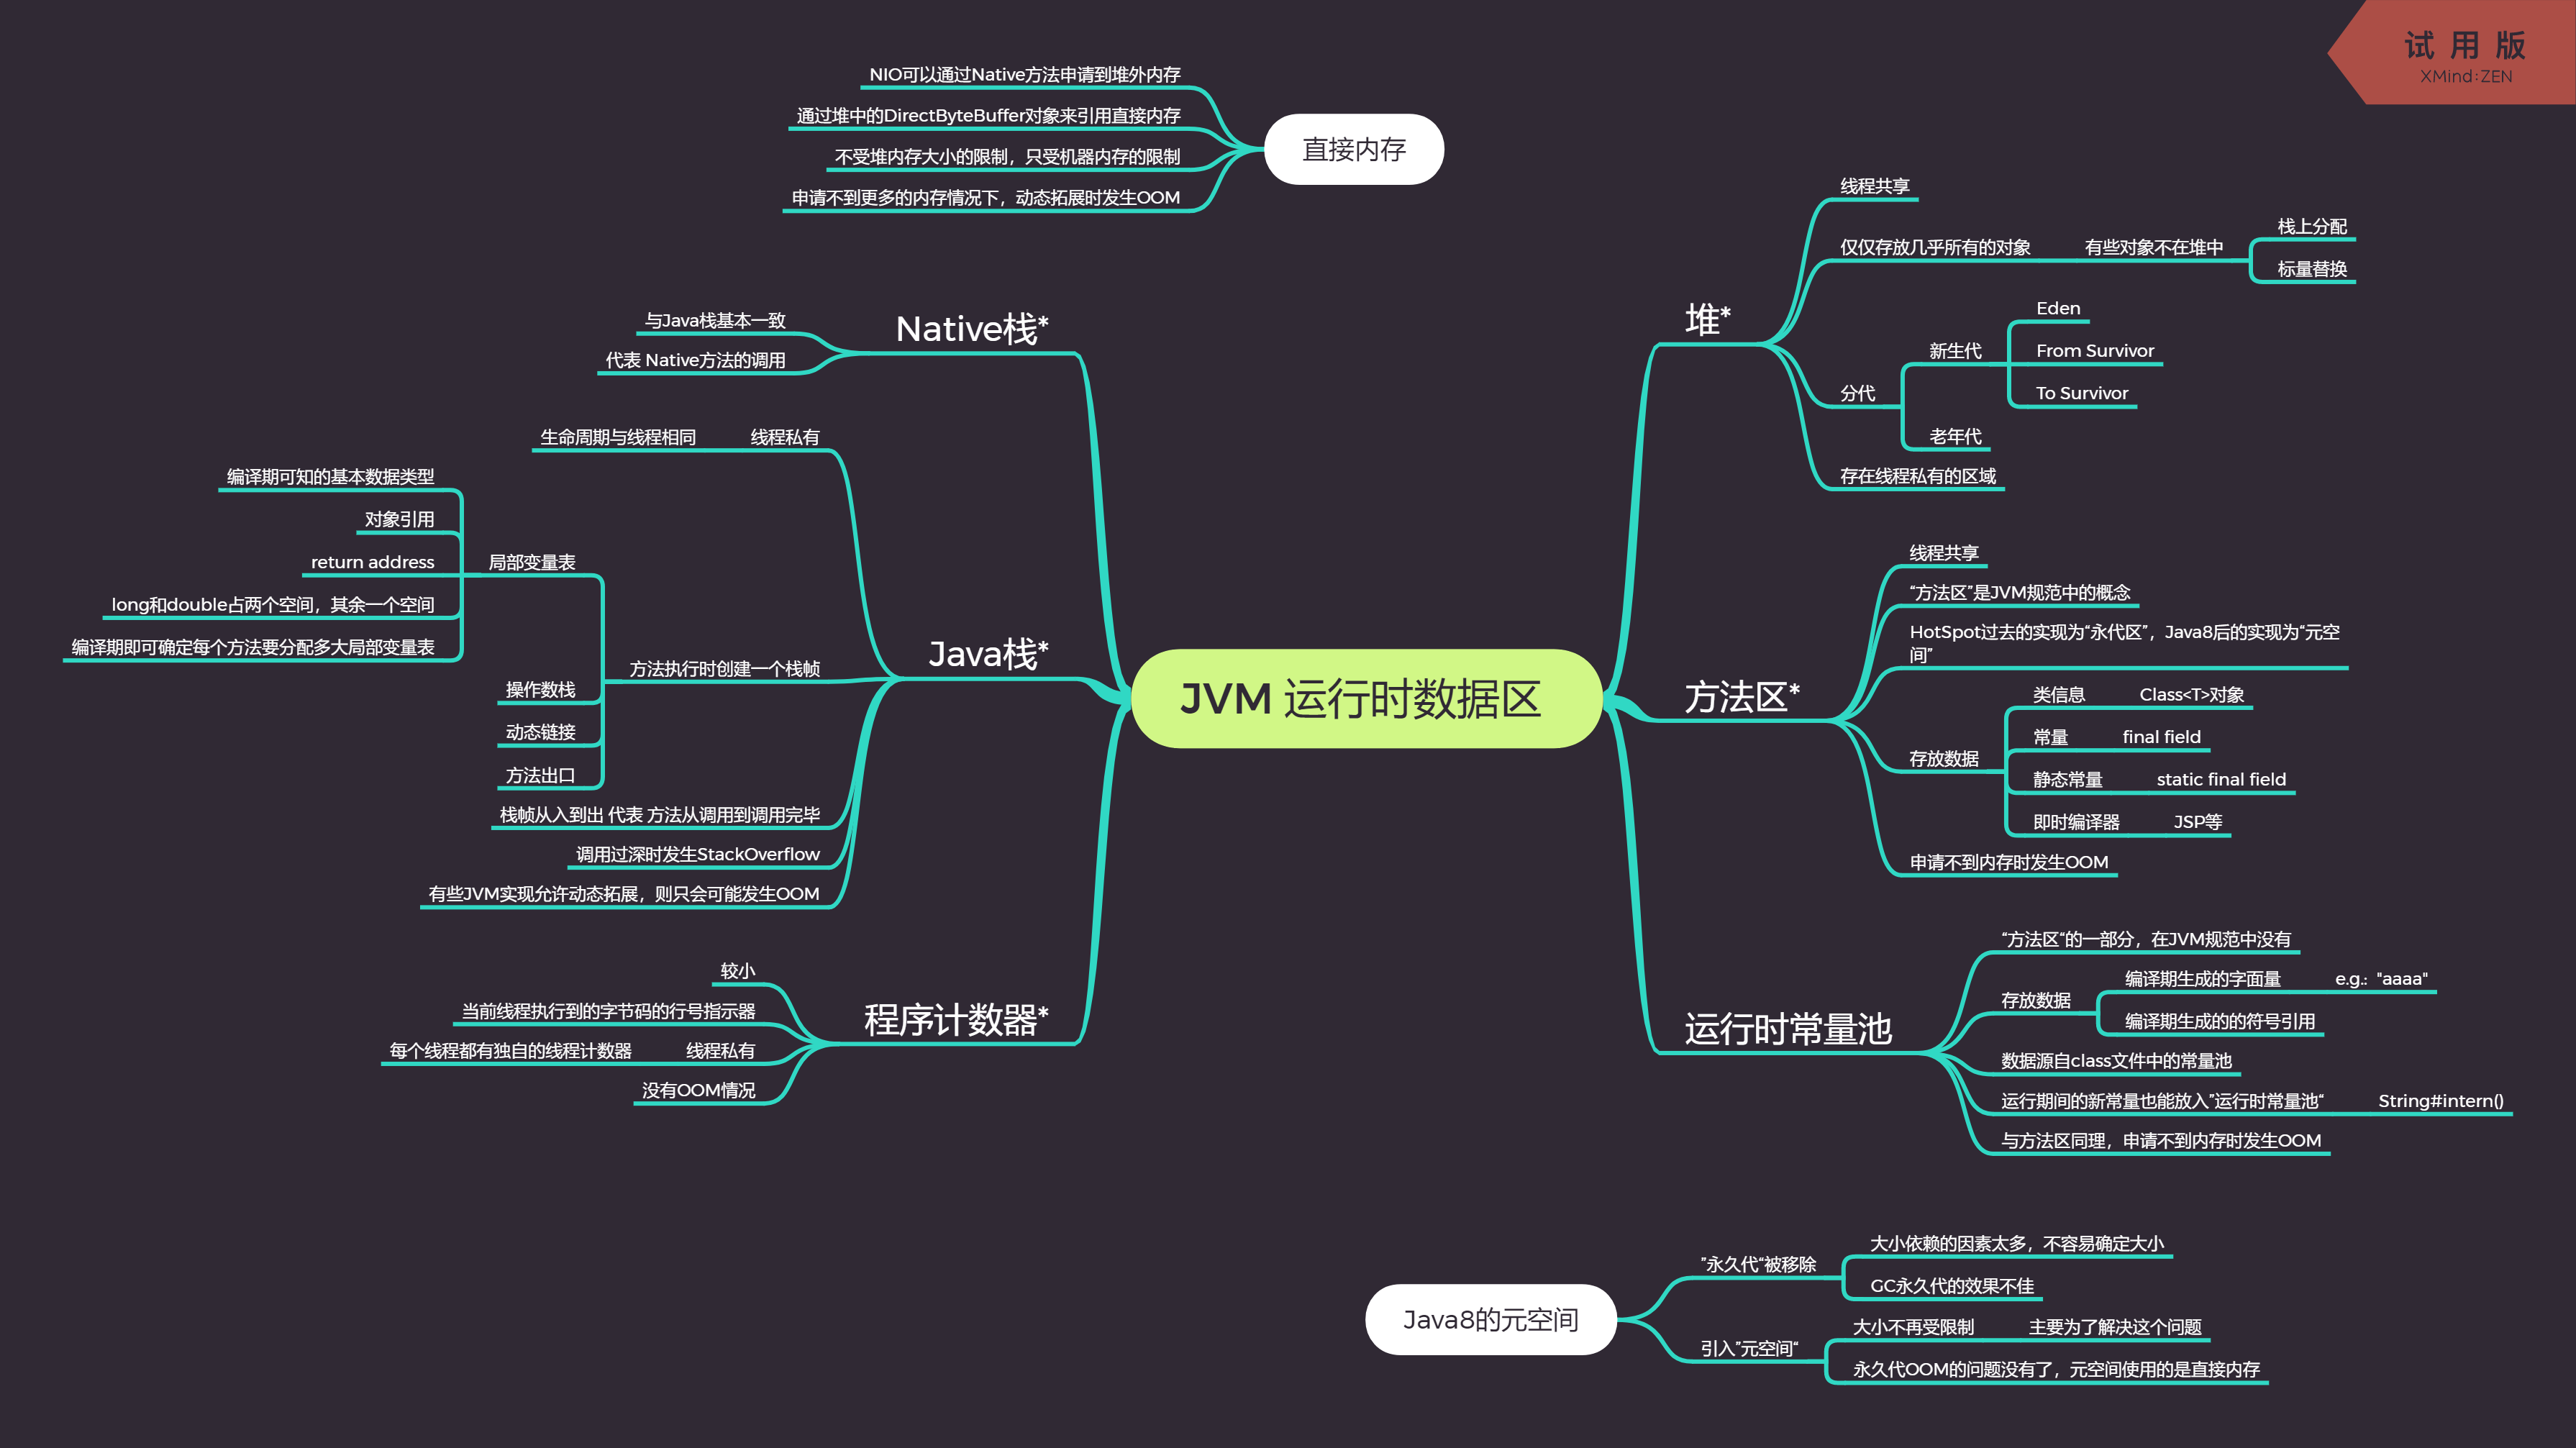 试用版
XMind:ZEN
NIO可以通过Native方法申请到堆外内存
通过堆中的DirectByteBuffer对象来引用直接内存
不受堆内存大小的限制，只受机器内存的限制
申请不到更多的内存情况下，动态拓展时发生OOM
直接内存
Native栈*
与Java栈基本一致
代表 Native方法的调用
Java栈*
线程私有
生命周期与线程相同
方法执行时创建一个栈帧
局部变量表
编译期可知的基本数据类型
对象引用
return address
long和double占两个空间，其余一个空间
编译期即可确定每个方法要分配多大局部变量表
操作数栈
动态链接
方法出口
栈帧从入到出 代表 方法从调用到调用完毕
调用过深时发生StackOverflow
有些JVM实现允许动态拓展，则只会可能发生OOM
程序计数器*
较小
当前线程执行到的字节码的行号指示器
线程私有
每个线程都有独自的线程计数器
没有OOM情况
JVM 运行时数据区
堆*
线程共享
仅仅存放几乎所有的对象
有些对象不在堆中
栈上分配
标量替换
分代
新生代
Eden
From Survivor
To Survivor
老年代
存在线程私有的区域
方法区*
线程共享
“方法区”是JVM规范中的概念
HotSpot过去的实现为“永代区”，Java8后的实现为“元空
间”
存放数据
类信息
Class<T>对象
常量
final field
静态常量
static final field
即时编译器
JSP等
申请不到内存时发生OOM
运行时常量池
“方法区“的一部分，在JVM规范中没有
存放数据
编译期生成的字面量
e.g.: "aaaa"
编译期生成的的符号引用
数据源自class文件中的常量池
运行期间的新常量也能放入”运行时常量池“
String#intern()
与方法区同理，申请不到内存时发生OOM
Java8的元空间
”永久代“被移除
大小依赖的因素太多，不容易确定大小
GC永久代的效果不佳
引入”元空间“
大小不再受限制
主要为了解决这个问题
永久代OOM的问题没有了，元空间使用的是直接内存